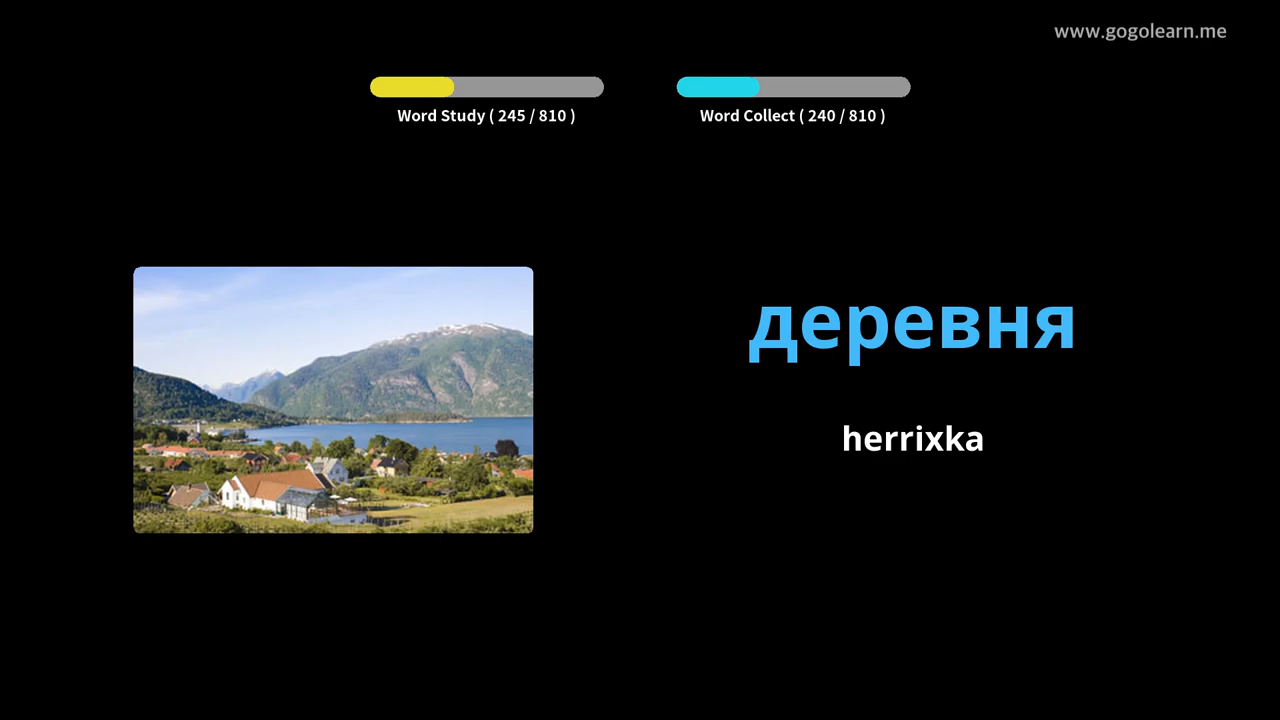 www.gogolearn.me
Word Study ( 245 / 810 )
Word Collect ( 240 / 810 )
деревня
herrixka